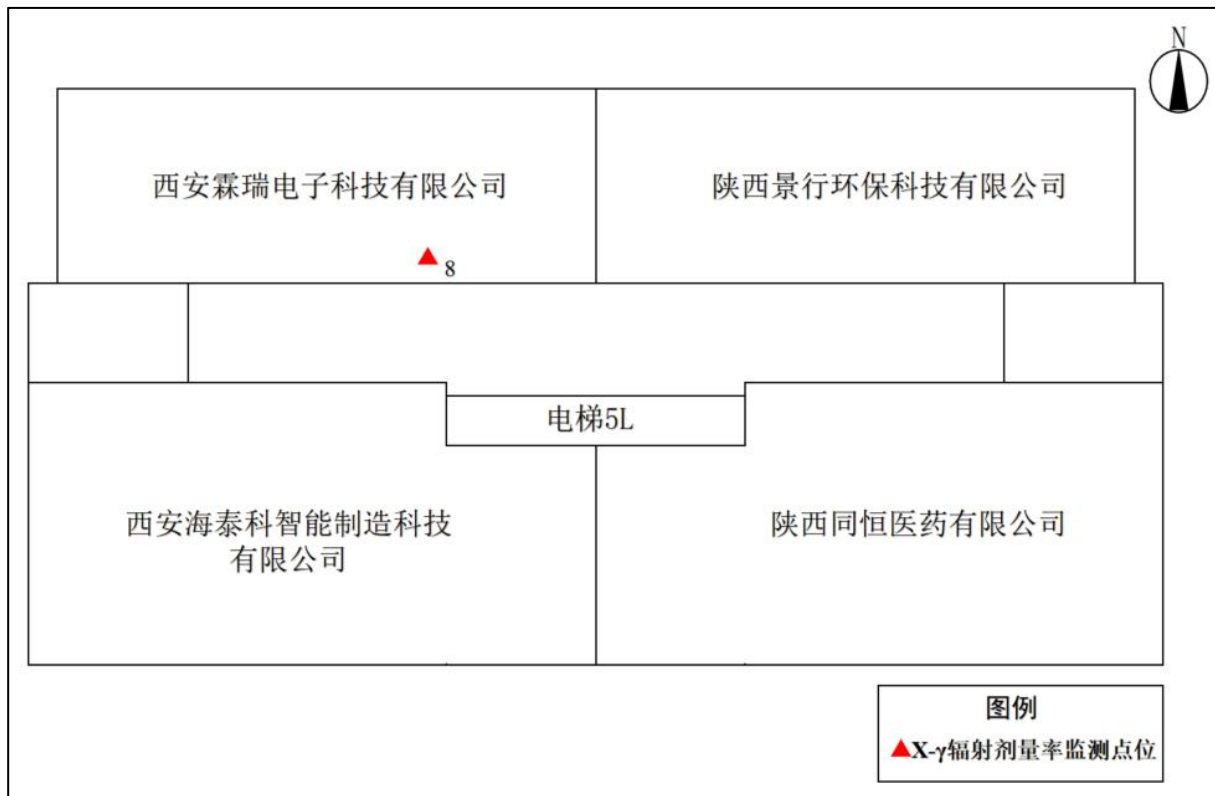 N
西安霖瑞电子科技有限公司
陕西景行环保科技有限公司
8
电梯5L
西安海泰科智能制造科技
有限公司
陕西同恒医药有限公司
图例
X-γ辐射剂量率监测点位